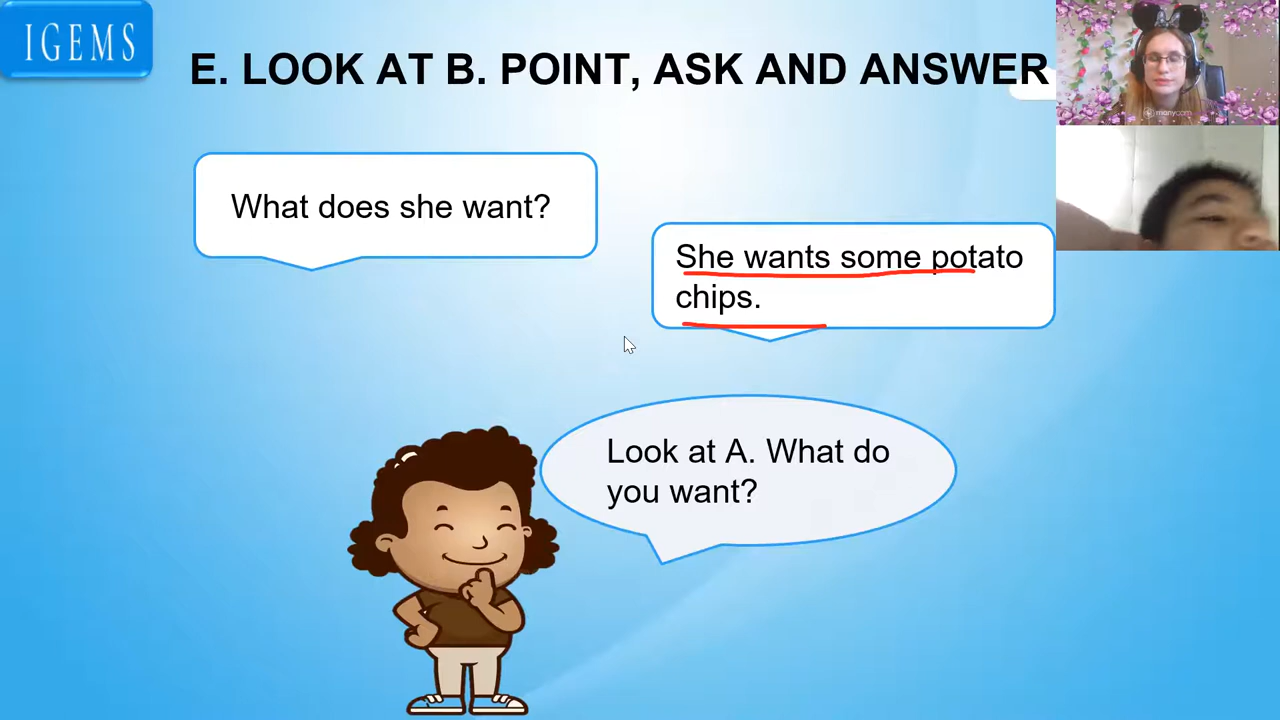 IGEMS
E. LOOK AT B. POINT, ASK AND ANSWER
What does she want?
She wants some potato
chips.
Look at A. What do
you want?
manycam